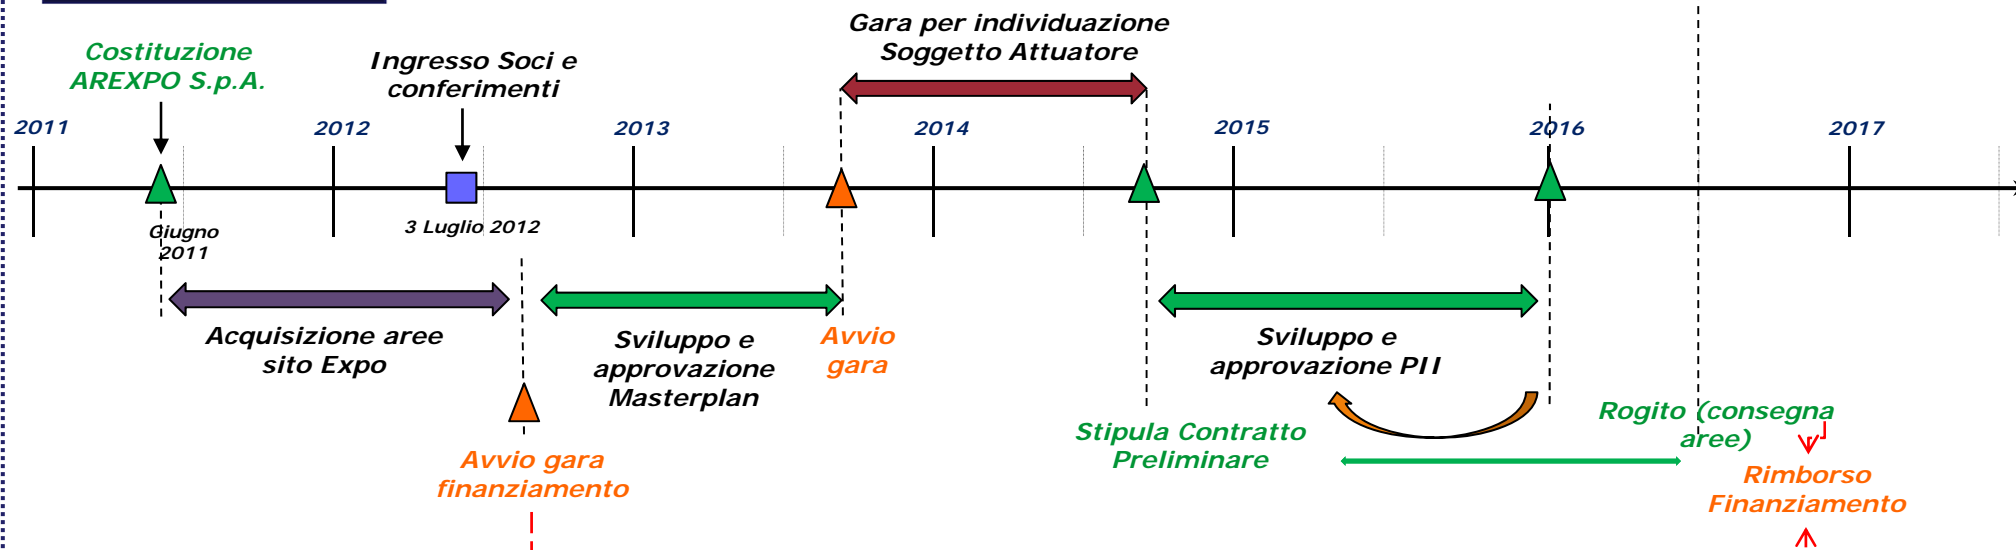 Gara per individuazione
Soggetto Attuatore
Costituzione
AREXPO S.p.A.
Ingresso Soci e
conferimenti
2011
2012
2013
2014
2015
2016
2017
Giugno
2011
3 Luglio 2012
Acquisizione aree
sito Expo
Sviluppo e
approvazione
Masterplan
Avvio
gara
Sviluppo e
approvazione PII
Avvio gara
finanziamento
Stipula Contratto
Preliminare
Rogito (consegna
aree)
Rimborso
Finanziamento